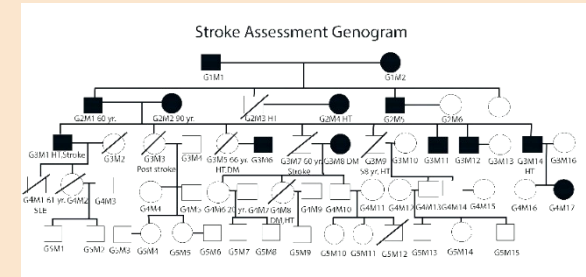 Stroke Assessment Genogram
G1M1 G1M2
G2M1 60 yr. G2M2 90 yr. G2M3 HT G2M4 HT G2M5 G2M6
G3M1 HT,Stroke G3M2 G3M3 G3M4 G3M5 66 yr. G3M6 G3M7 60 yr. G3M8 DM G3M9 G3M10 G3M11 G3M12 G3M13 G3M14 G3M16
Post stroke HT,DM Stroke 58 yr, HT HT
G4M1 61 yr. G4M2 G4M3 G4M4 G4M5 G4M6 20 yr. G4M7 G4M8 G4M9 G4M10 G4M11 G4M12 G4M13 G4M14 G4M15 G4M16 G4M17
SLE DM,HT
G5M1 G5M2 G5M3 G5M4 G5M5 G5M6 G5M7 G5M8 G5M9 G5M10 G5M11 G5M12 G5M13 G5M14 G5M15